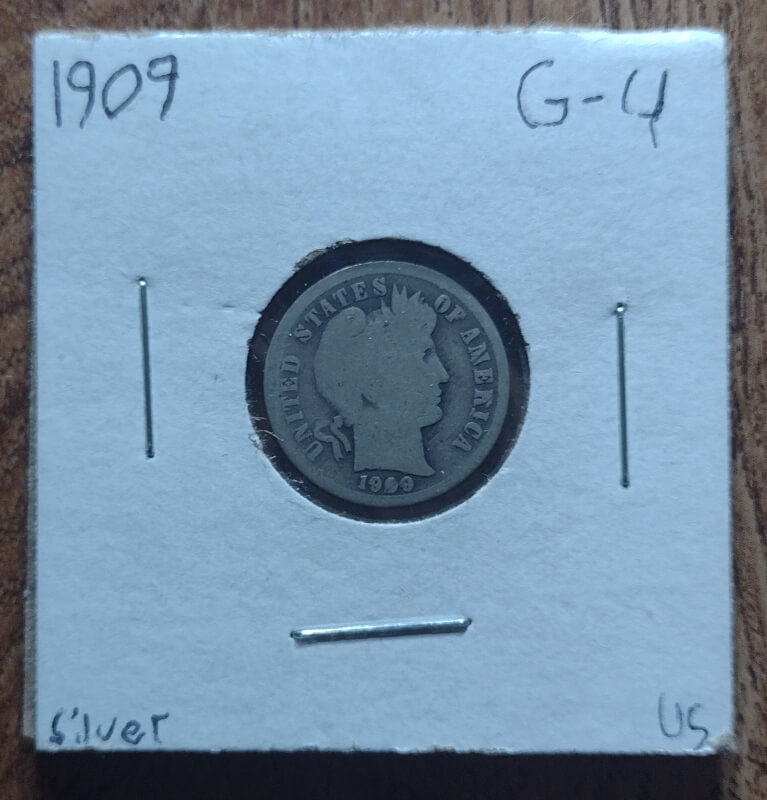 1909 G-4
UNITED STATES OF AMERICA
1909
Silver US